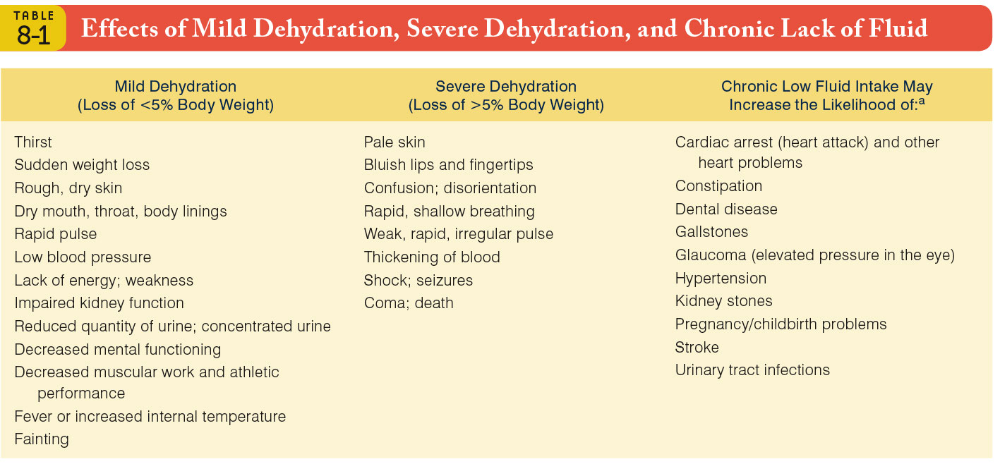 TABLE
8-1
Effects of Mild Dehydration, Severe Dehydration, and Chronic Lack of Fluid
Mild Dehydration
(Loss of <5% Body Weight)
Thirst
Sudden weight loss
Rough, dry skin
Dry mouth, throat, body linings
Rapid pulse
Low blood pressure
Lack of energy; weakness
Impaired kidney function
Reduced quantity of urine; concentrated urine
Decreased mental functioning
Decreased muscular work and athletic
performance
Fever or increased internal temperature
Fainting
Severe Dehydration
(Loss of >5% Body Weight)
Pale skin
Bluish lips and fingertips
Confusion; disorientation
Rapid, shallow breathing
Weak, rapid, irregular pulse
Thickening of blood
Shock; seizures
Coma; death
Chronic Low Fluid Intake May
Increase the Likelihood of:ᵃ
Cardiac arrest (heart attack) and other
heart problems
Constipation
Dental disease
Gallstones
Glaucoma (elevated pressure in the eye)
Hypertension
Kidney stones
Pregnancy/childbirth problems
Stroke
Urinary tract infections